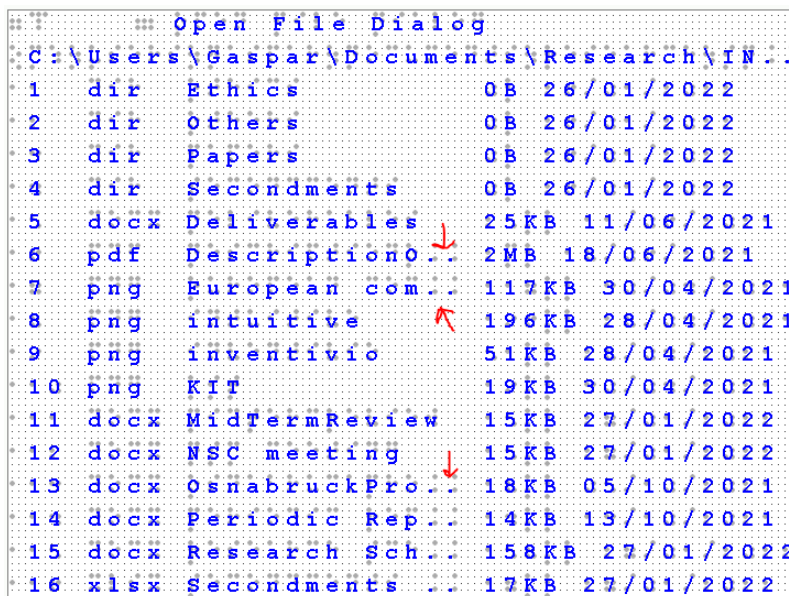 Open File Dialog
C:\Users\Gaspar\Documents\Research\IN..
1 dir Ethics 0B 26/01/2022
2 dir Others 0B 26/01/2022
3 dir Papers 0B 26/01/2022
4 dir Secondments 0B 26/01/2022
5 docx Deliverables 25KB 11/06/2021
6 pdf DescriptionO.. 2MB 18/06/2021
7 png European com.. 117KB 30/04/2021
8 png intuitive 196KB 28/04/2021
9 png inventivio 51KB 28/04/2021
10 png KIT 19KB 30/04/2021
11 docx MidTermReview 15KB 27/01/2022
12 docx NSC meeting 15KB 27/01/2022
13 docx OsnabruckPro.. 18KB 05/10/2021
14 docx Periodic Rep.. 14KB 13/10/2021
15 docx Research Sch.. 158KB 27/01/2022
16 xlsx Secondments .. 17KB 27/01/2022